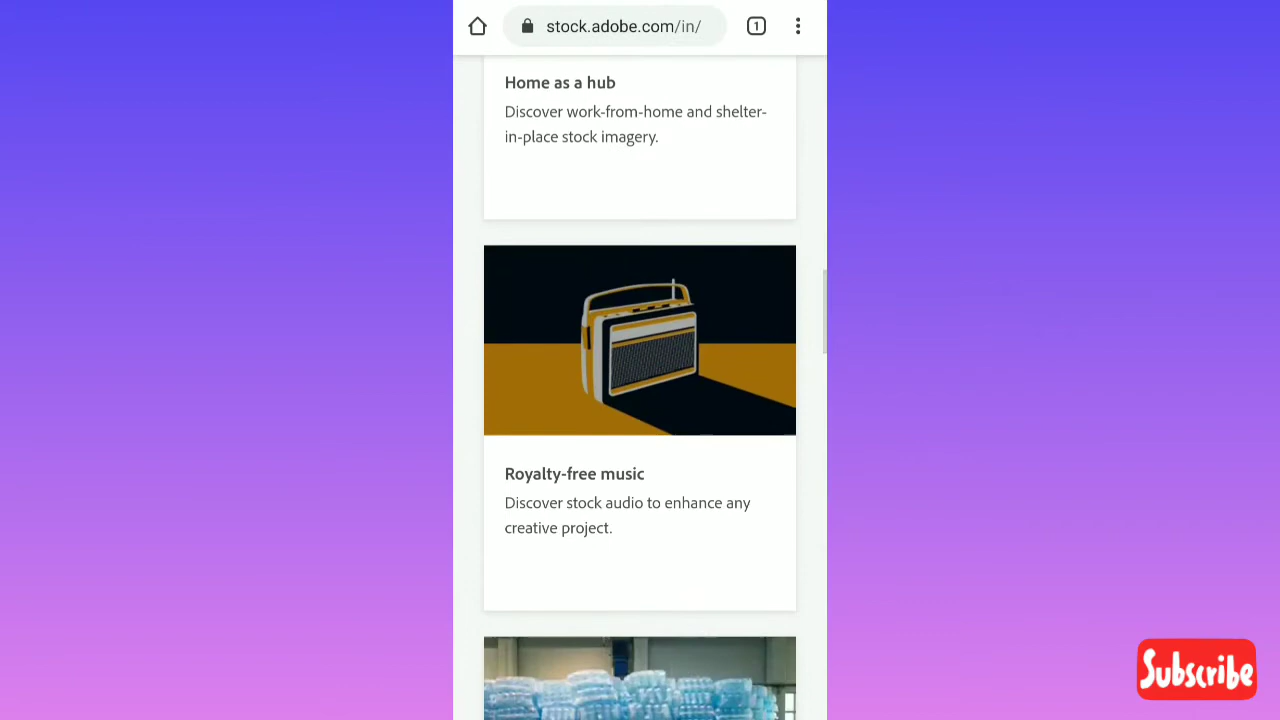 stock.adobe.com/in/
1
Home as a hub
Discover work-from-home and shelter-
in-place stock imagery.
Royalty-free music
Discover stock audio to enhance any
creative project.
Subscribe